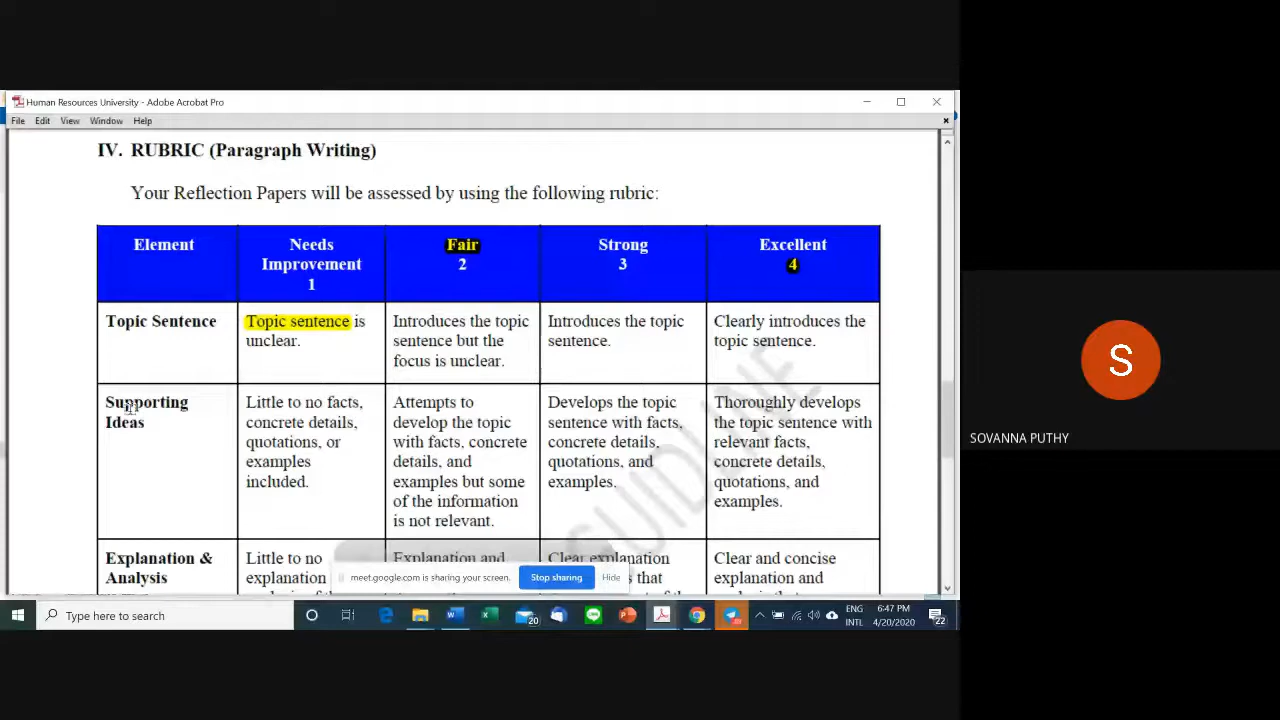 Human Resources University - Adobe Acrobat Pro
File Edit View Window Help
IV. RUBRIC (Paragraph Writing)
Your Reflection Papers will be assessed by using the following rubric:
Element
Needs
Improvement
1
Fair
2
Strong
3
Excellent
4
Topic Sentence
Topic sentence is
unclear.
Introduces the topic
sentence but the
focus is unclear.
Introduces the topic
sentence.
Clearly introduces the
topic sentence.
Supporting
Ideas
Little to no facts,
concrete details,
quotations, or
examples
included.
Attempts to
develop the topic
with facts, concrete
details, and
examples but some
of the information
is not relevant.
Develops the topic
sentence with facts,
concrete details,
quotations, and
examples.
Thoroughly develops
the topic sentence with
relevant facts,
concrete details,
quotations, and
examples.
Explanation &
Analysis
Little to no
explanation
Explanation and
Clear explanation
that
Clear and concise
explanation and
GUIDLINE
meet.google.com is sharing your screen. Stop sharing Hide
Type here to search
20
ENG
INTL
6:47 PM
4/20/2020
22
S
SOVANNA PUTHY